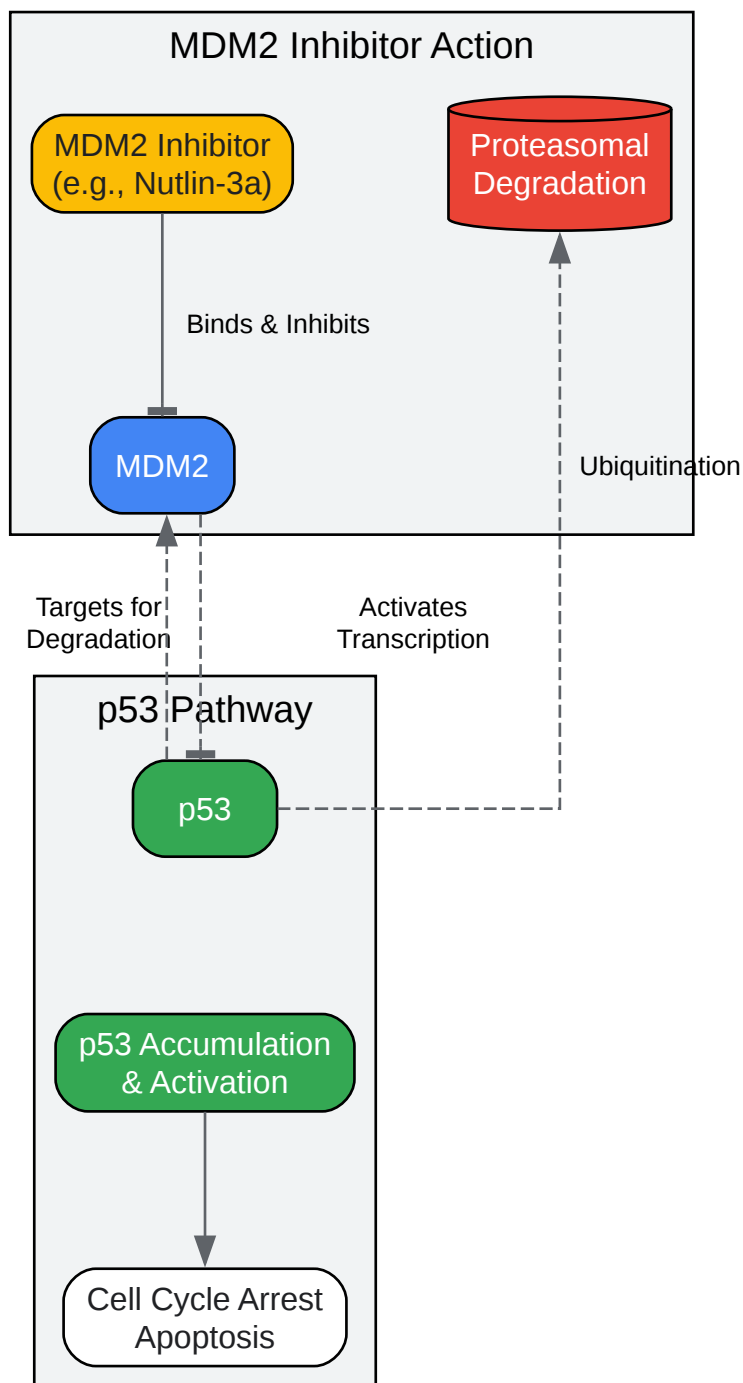 MDM2 Inhibitor Action
MDM2 Inhibitor
(e.g., Nutlin-3a)
Proteasomal
Degradation
Binds & Inhibits
MDM2
Ubiquitination
Targets for
Degradation
Activates
Transcription
p53 Pathway
p53
p53 Accumulation
& Activation
Cell Cycle Arrest
Apoptosis